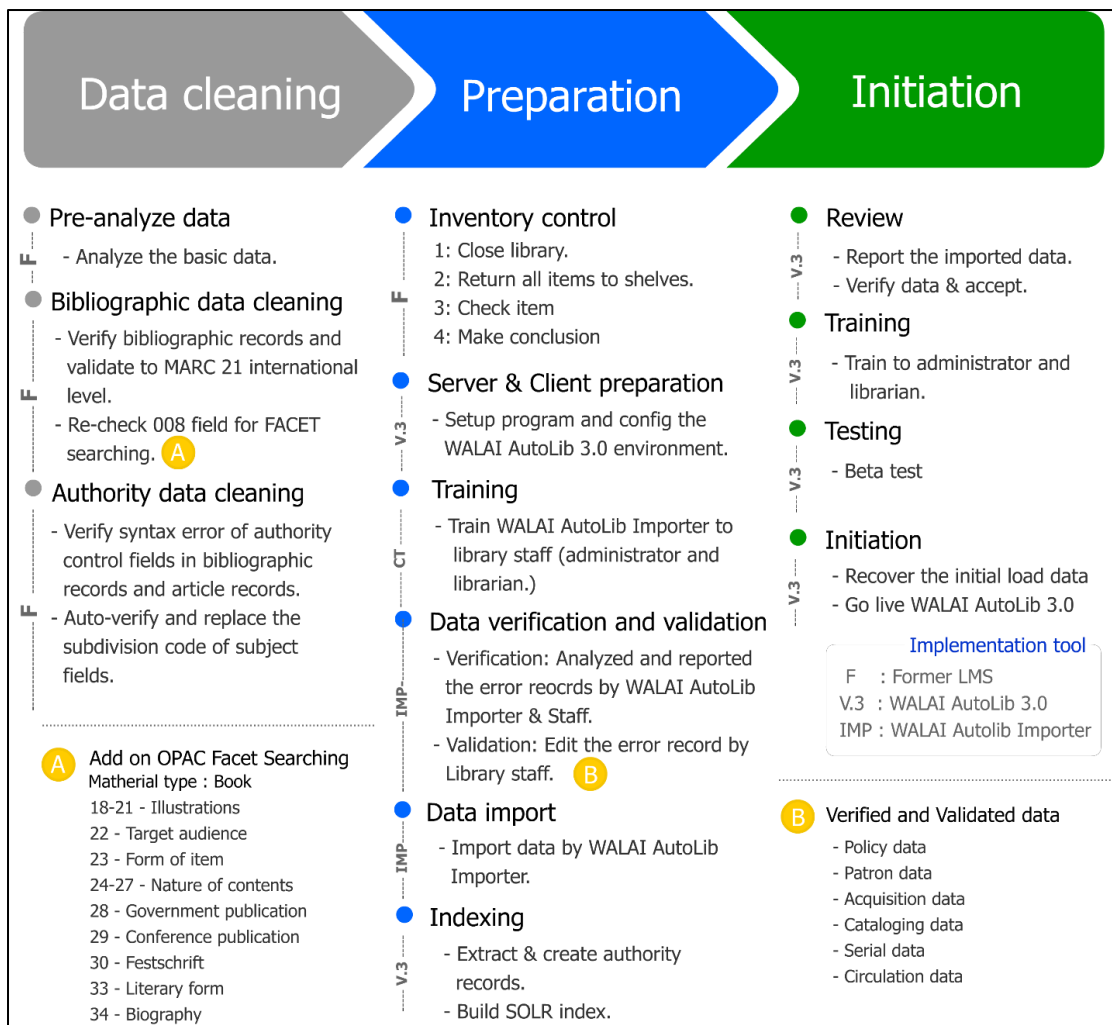 Data cleaning
Preparation
Initiation
Pre-analyze data
- Analyze the basic data.
F
Bibliographic data cleaning
- Verify bibliographic records and
validate to MARC 21 international
level.
- Re-check 008 field for FACET
searching. A
F
Authority data cleaning
- Verify syntax error of authority
control fields in bibliographic
records and article records.
- Auto-verify and replace the
subdivision code of subject
fields.
F
A Add on OPAC Facet Searching
Matherial type : Book
18-21 - Illustrations
22 - Target audience
23 - Form of item
24-27 - Nature of contents
28 - Government publication
29 - Conference publication
30 - Festschrift
33 - Literary form
34 - Biography
Inventory control
1: Close library.
2: Return all items to shelves.
3: Check item
4: Make conclusion
F
Server & Client preparation
- Setup program and config the
WALAI AutoLib 3.0 environment.
V.3
Training
- Train WALAI AutoLib Importer to
library staff (administrator and
librarian.)
CT
Data verification and validation
- Verification: Analyzed and reported
the error reocrds by WALAI AutoLib
Importer & Staff.
- Validation: Edit the error record by
Library staff. B
IMP
Data import
- Import data by WALAI AutoLib
Importer.
IMP
Indexing
- Extract & create authority
records.
- Build SOLR index.
V.3
Review
- Report the imported data.
- Verify data & accept.
V.3
Training
- Train to administrator and
librarian.
V.3
Testing
- Beta test
V.3
Initiation
- Recover the initial load data
- Go live WALAI AutoLib 3.0
V.3
Implementation tool
F : Former LMS
V.3 : WALAI AutoLib 3.0
IMP : WALAI Autolib Importer
B Verified and Validated data
- Policy data
- Patron data
- Acquisition data
- Cataloging data
- Serial data
- Circulation data